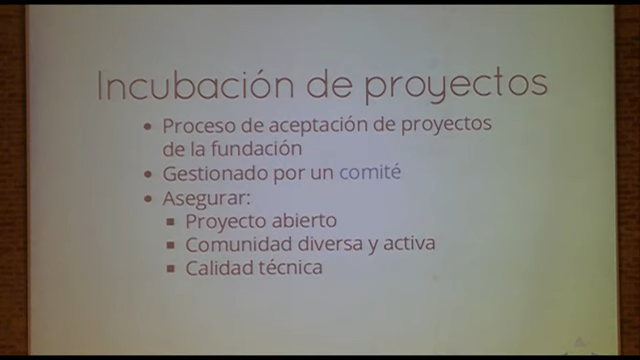 Incubación de proyectos
• Proceso de aceptación de proyectos
de la fundación
• Gestionado por un comité
• Asegurar:
▪ Proyecto abierto
▪ Comunidad diversa y activa
▪ Calidad técnica